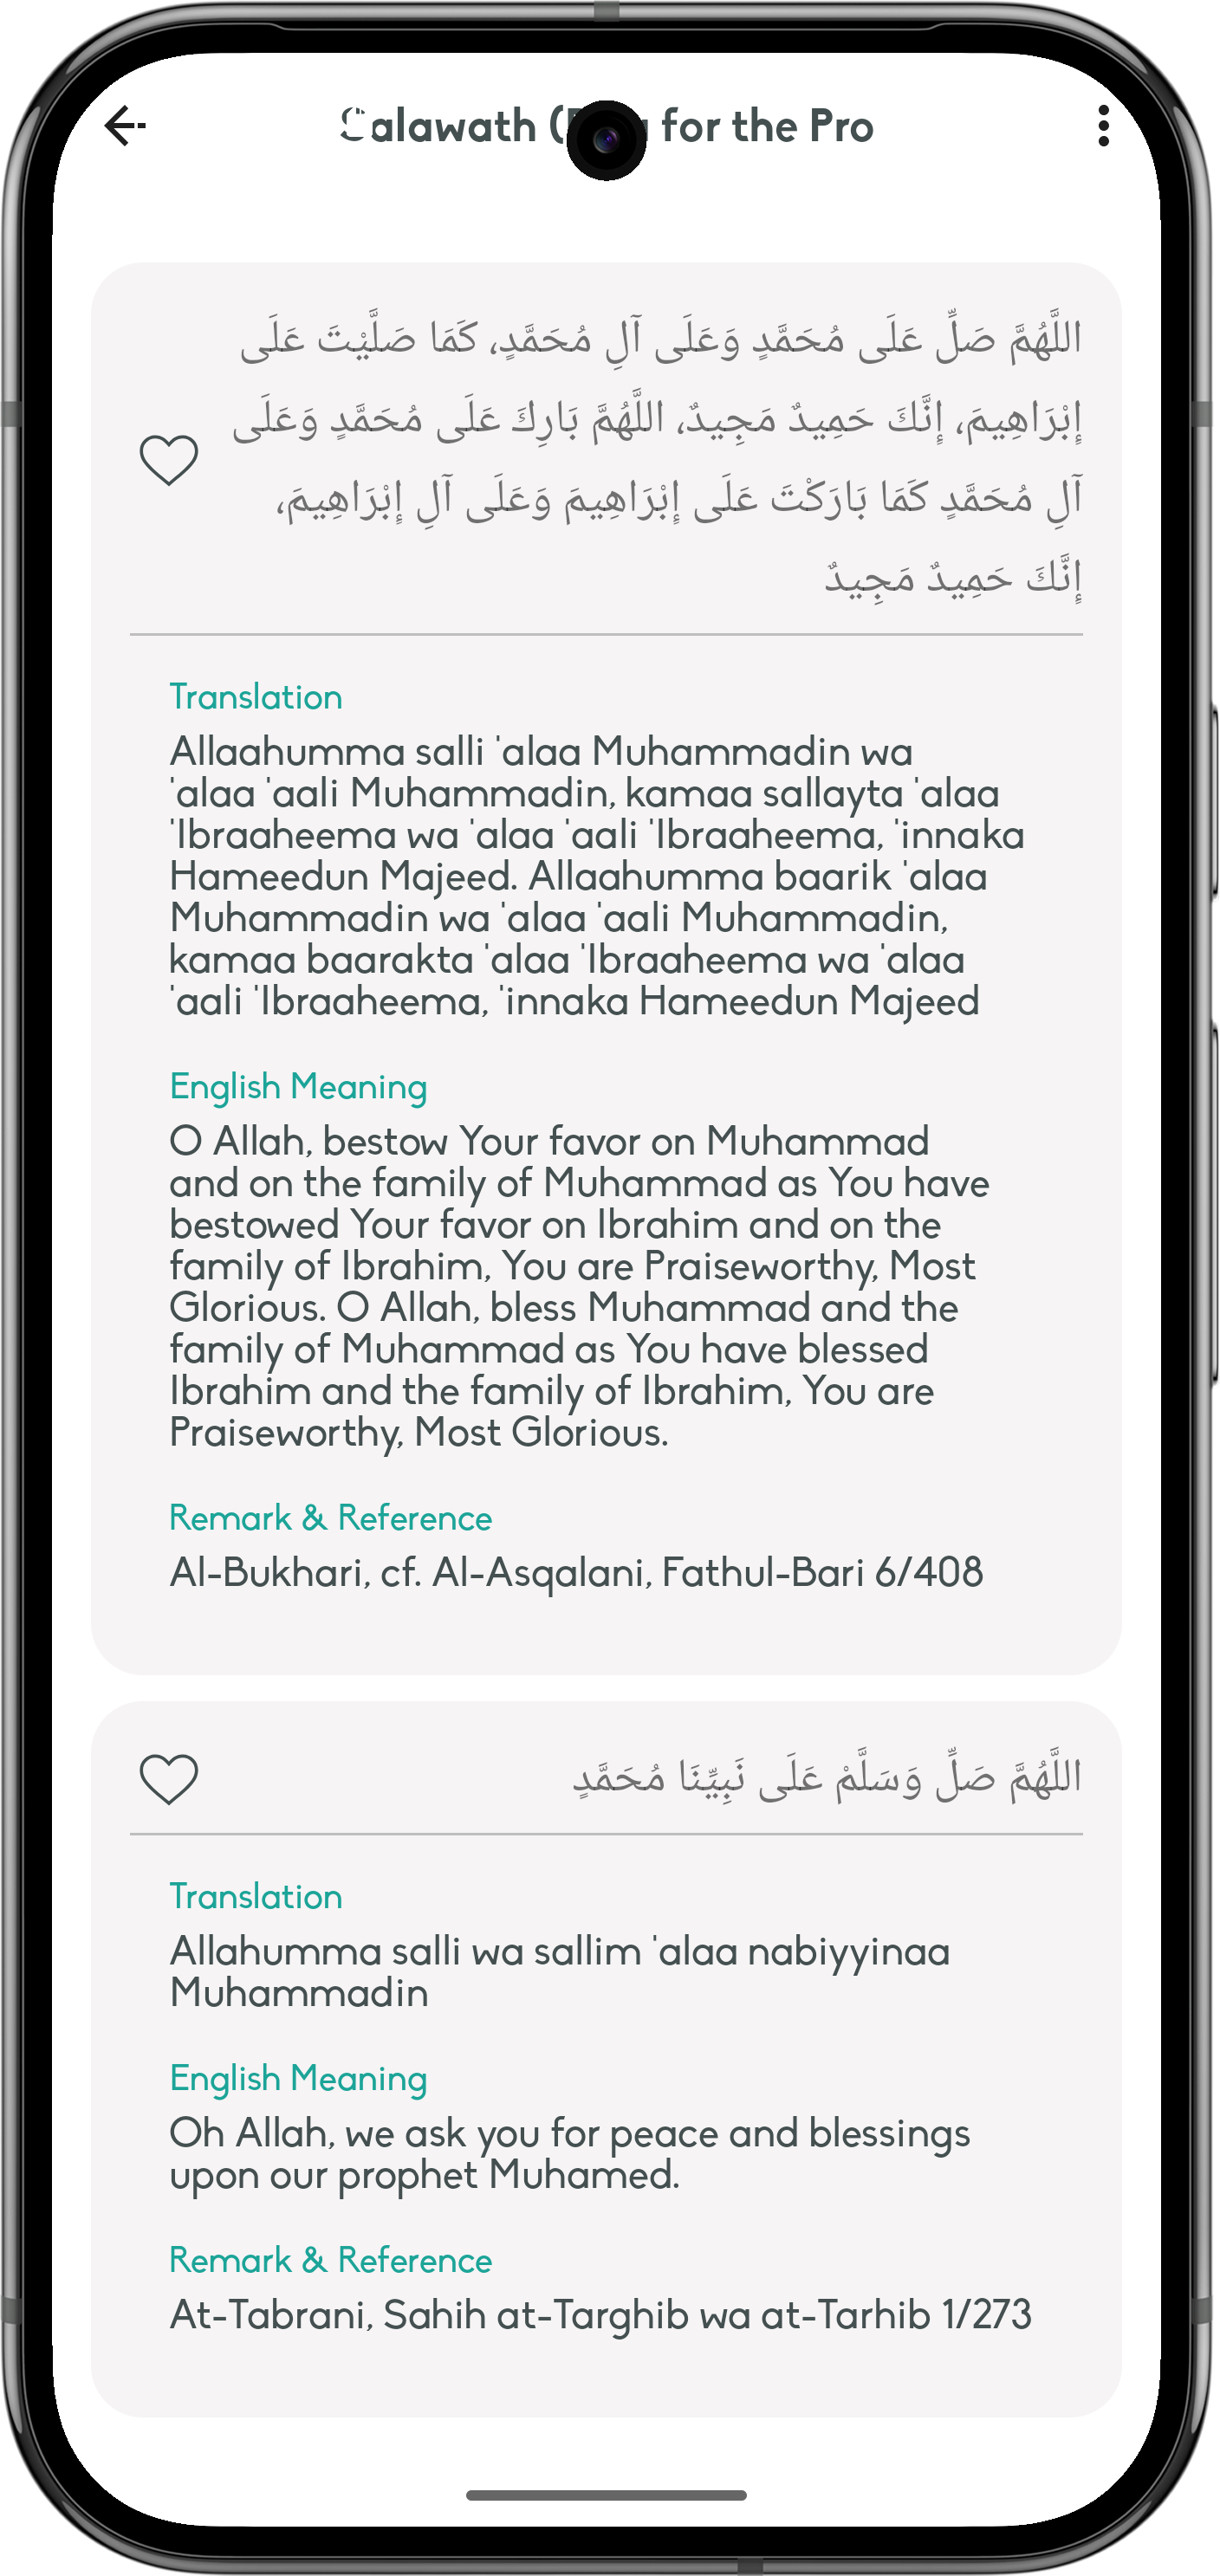 Salawath ( for the Pro
اللَّهُمَّ صَلِّ عَلَى مُحَمَّدٍ وَعَلَى آلِ مُحَمَّدٍ، كَمَا صَلَّيْتَ عَلَى
إِبْرَاهِيمَ، إِنَّكَ حَمِيدٌ مَجِيدٌ، اللَّهُمَّ بَارِكَ عَلَى مُحَمَّدٍ وَعَلَى
آلِ مُحَمَّدٍ كَمَا بَارَكْتَ عَلَى إِبْرَاهِيمَ وَعَلَى آلِ إِبْرَاهِيمَ،
إِنَّكَ حَمِيدٌ مَجِيدٌ
Translation
Allaahumma salli 'alaa Muhammadin wa
'alaa 'aali Muhammadin, kamaa sallayta 'alaa
'Ibraaheema wa 'alaa 'aali 'Ibraaheema, 'innaka
Hameedun Majeed. Allaahumma baarik 'alaa
Muhammadin wa 'alaa 'aali Muhammadin,
kamaa baarakta 'alaa 'Ibraaheema wa 'alaa
'aali 'Ibraaheema, 'innaka Hameedun Majeed
English Meaning
O Allah, bestow Your favor on Muhammad
and on the family of Muhammad as You have
bestowed Your favor on Ibrahim and on the
family of Ibrahim, You are Praiseworthy, Most
Glorious. O Allah, bless Muhammad and the
family of Muhammad as You have blessed
Ibrahim and the family of Ibrahim, You are
Praiseworthy, Most Glorious.
Remark & Reference
Al-Bukhari, cf. Al-Asqalani, Fathul-Bari 6/408
اللَّهُمَّ صَلِّ وَسَلَّمْ عَلَى نَبِيِّنَا مُحَمَّدٍ
Translation
Allahumma salli wa sallim 'alaa nabiyyinaa
Muhammadin
English Meaning
Oh Allah, we ask you for peace and blessings
upon our prophet Muhamed.
Remark & Reference
At-Tabrani, Sahih at-Targhib wa at-Tarhib 1/273